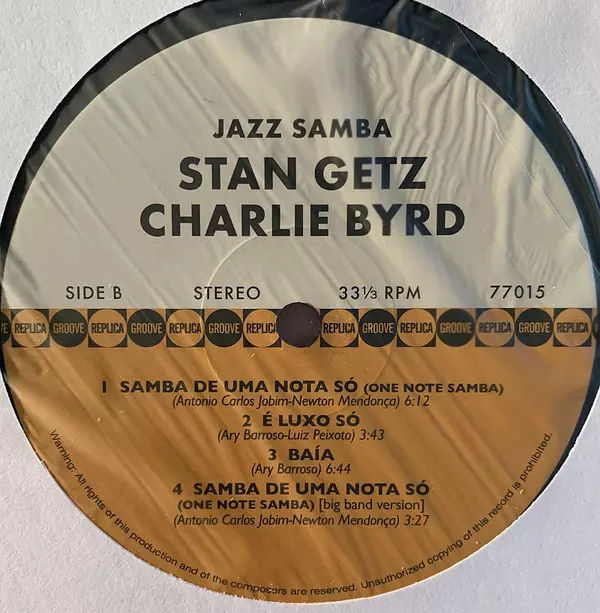 JAZZ SAMBA
STAN GETZ
CHARLIE BYRD
SIDE B STEREO 33⅓ RPM 77015
VE REPLICA GROOVE REPLICA GROOVE REPLICA GROOVE REPLICA REPLICA GROOVE REPLICA GROOVE REPLICA GROOVE REPLICA
1 SAMBA DE UMA NOTA SÓ (ONE NOTE SAMBA)
(Antonio Carlos Jobim-Newton Mendonça) 6:12
2 É LUXO SÓ
(Ary Barroso-Luiz Peixoto) 3:43
3 BAÍA
(Ary Barroso) 6:44
4 SAMBA DE UMA NOTA SÓ
(ONE NOTE SAMBA) [big band version]
(Antonio Carlos Jobim-Newton Mendonça) 3:27
Warning: All rights of this production and of the composers are reserved. Unauthorized copying of this record is prohibited.